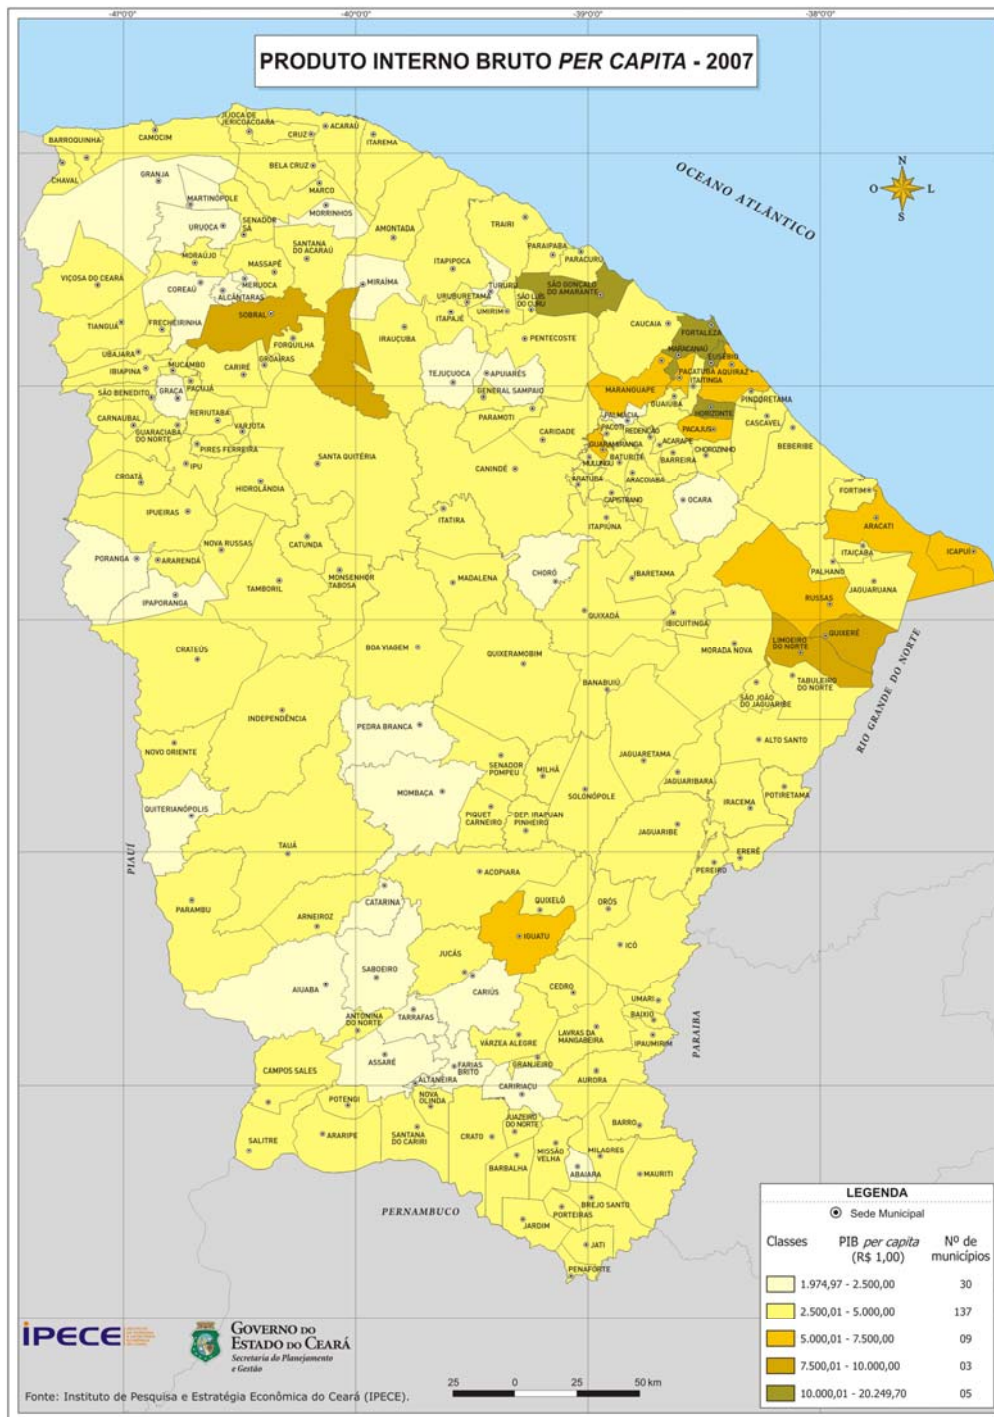 -41°0'0"
-40°0'0"
-39°0'0"
-38°0'0"
PRODUTO INTERNO BRUTO PER CAPITA - 2007
OCEANO ATLÂNTICO
N
O
L
S
JIJOCA DE
JERICOACOARA
CRUZ
ACARAÚ
ITAREMA
BARROQUINHA
CAMOCIM
CHAVAL
BELA CRUZ
GRANJA
MARCO
MARTINÓPOLE
MORRINHOS
URUOCA
SENADOR
SÁ
AMONTADA
TRAIRI
SANTANA
DO ACARAÚ
PARAIPABA
PARACURU
MORAÚJO
MASSAPÊ
ITAPIPOCA
VIÇOSA DO CEARÁ
COREAÚ
MERUOCA
ALCÂNTARAS
MIRAÍMA
TURURÚ
URUBURETAMA
SÃO GONÇALO
DO AMARANTE
SÃO LUÍS
DO CURU
UMIRIM
ITAPAJÉ
SOBRAL
TIANGUÁ
FRECHEIRINHA
FORQUILHA
IRAUÇUBA
PENTECOSTE
CAUCAIA
FORTALEZA
MARACANAÚ
EUSÉBIO
AQUIRAZ
PACATUBA
ITAITINGA
UBAJARA
IBIAPINA
MUCAMBO
CARIRÉ
GROAÍRAS
PACUJÁ
GRAÇA
SÃO BENEDITO
TEJUÇUOCA
APUIARÉS
GENERAL SAMPAIO
MARANGUAPE
GUAIÚBA
PINDORETAMA
HORIZONTE
CASCAVEL
CARNAUBAL
GUARACIABA
DO NORTE
RERIUTABA
VARJOTA
PARAMOTI
CARIDADE
PALMÁCIA
PACOTI
REDENÇÃO
PACAJUS
BEBERIBE
GUARAMIRANGA
ACARAPE
PIRES FERREIRA
MULUNGU
BATURITÉ
BARREIRA
CHOROZINHO
IPU
SANTA QUITÉRIA
CANINDÉ
ARATUBA
ARACOIABA
CROATÁ
HIDROLÂNDIA
CAPISTRANO
OCARA
FORTIM
IPUEIRAS
ITATIRA
ITAPIÚNA
ARACATI
PORANGA
ARARENDÁ
NOVA RUSSAS
CATUNDA
CHORÓ
IBARETAMA
ITAIÇABA
ICAPUÍ
PALHANO
JAGUARUANA
IPAPORANGA
TAMBORIL
MONSENHOR
TABOSA
MADALENA
QUIXADÁ
IBICUITINGA
RUSSAS
QUIXERÉ
LIMOEIRO
DO NORTE
CRATEÚS
BOA VIAGEM
QUIXERAMOBIM
MORADA NOVA
BANABUIÚ
TABULEIRO
DO NORTE
SÃO JOÃO
DO JAGUARIBE
RIO GRANDE DO NORTE
INDEPENDÊNCIA
PEDRA BRANCA
NOVO ORIENTE
SENADOR
POMPEU
MILHÃ
JAGUARETAMA
ALTO SANTO
JAGUARIBARA
QUITERIANÓPOLIS
MOMBAÇA
SOLONÓPOLE
IRACEMA
POTIRETAMA
PIQUET
CARNEIRO
DEP. IRAPUAN
PINHEIRO
JAGUARIBE
PIAUÍ
TAUÁ
ERERÊ
PEREIRO
ACOPIARA
PARAMBU
CATARINA
QUIXELÔ
ORÓS
ARNEIROZ
IGUATU
ICÓ
JUCÁS
SABOEIRO
AIUABA
CARIÚS
CEDRO
UMARI
ANTONINA
DO NORTE
TARRAFAS
BAIXIO
VÁRZEA ALEGRE
LAVRAS DA
MANGABEIRA
IPAUMIRIM
PARAIBA
ASSARÉ
FARIAS
BRITO
GRANJEIRO
CAMPOS SALES
ALTANEIRA
AURORA
NOVA
OLINDA
CARIRIAÇU
POTENGI
JUAZEIRO
DO NORTE
BARRO
SALITRE
ARARIPE
SANTANA
DO CARIRI
CRATO
MISSÃO
VELHA
MILAGRES
BARBALHA
ABAIARA
MAURITI
BREJO SANTO
PERNAMBUCO
PORTEIRAS
JARDIM
JATI
PENAFORTE
LEGENDA
Sede Municipal
Classes PIB per capita (R$ 1,00) Nº de municípios
1.974,97 - 2.500,00 30
2.500,01 - 5.000,00 137
5.000,01 - 7.500,00 09
7.500,01 - 10.000,00 03
10.000,01 - 20.249,70 05
IPECE
GOVERNO DO
ESTADO DO CEARÁ
Secretaria do Planejamento
e Gestão
25 0 25 50 km
Fonte: Instituto de Pesquisa e Estratégia Econômica do Ceará (IPECE).